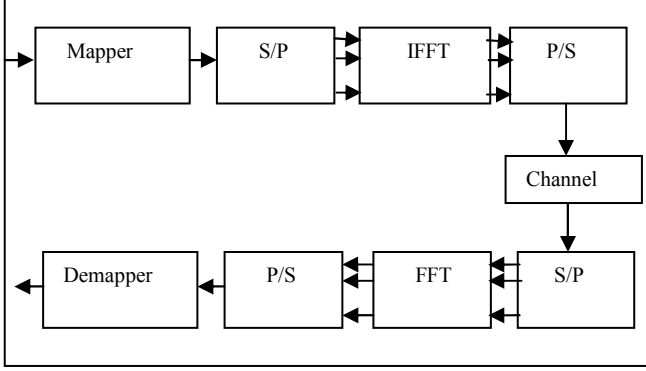 Mapper
S/P
IFFT
P/S
Channel
Demapper
P/S
FFT
S/P